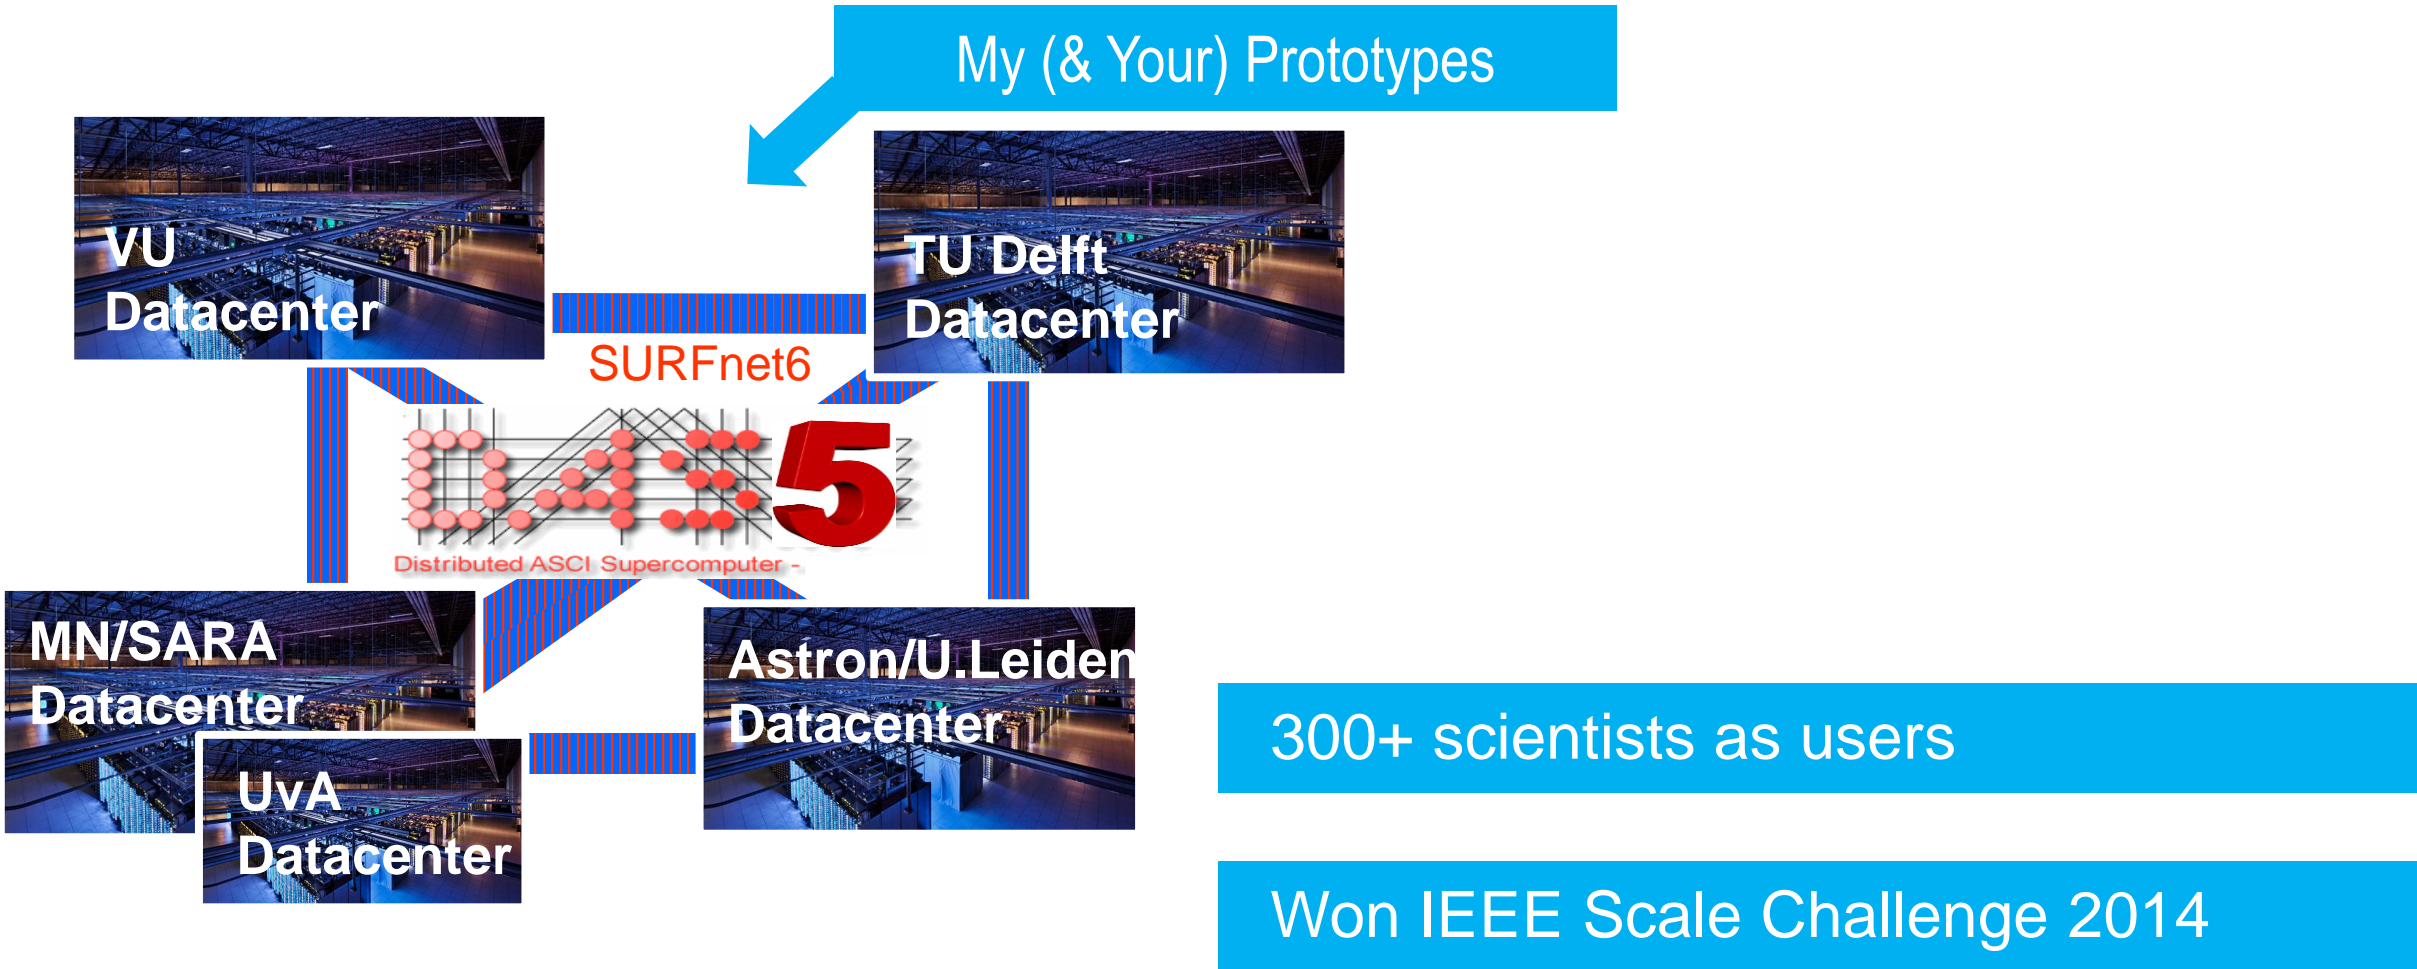 My (& Your) Prototypes
VU
Datacenter
TU Delft
Datacenter
SURFnet6
DAS 5
Distributed ASCI Supercomputer -
MN/SARA
Datacenter
Astron/U.Leiden
Datacenter
UvA
Datacenter
300+ scientists as users
Won IEEE Scale Challenge 2014